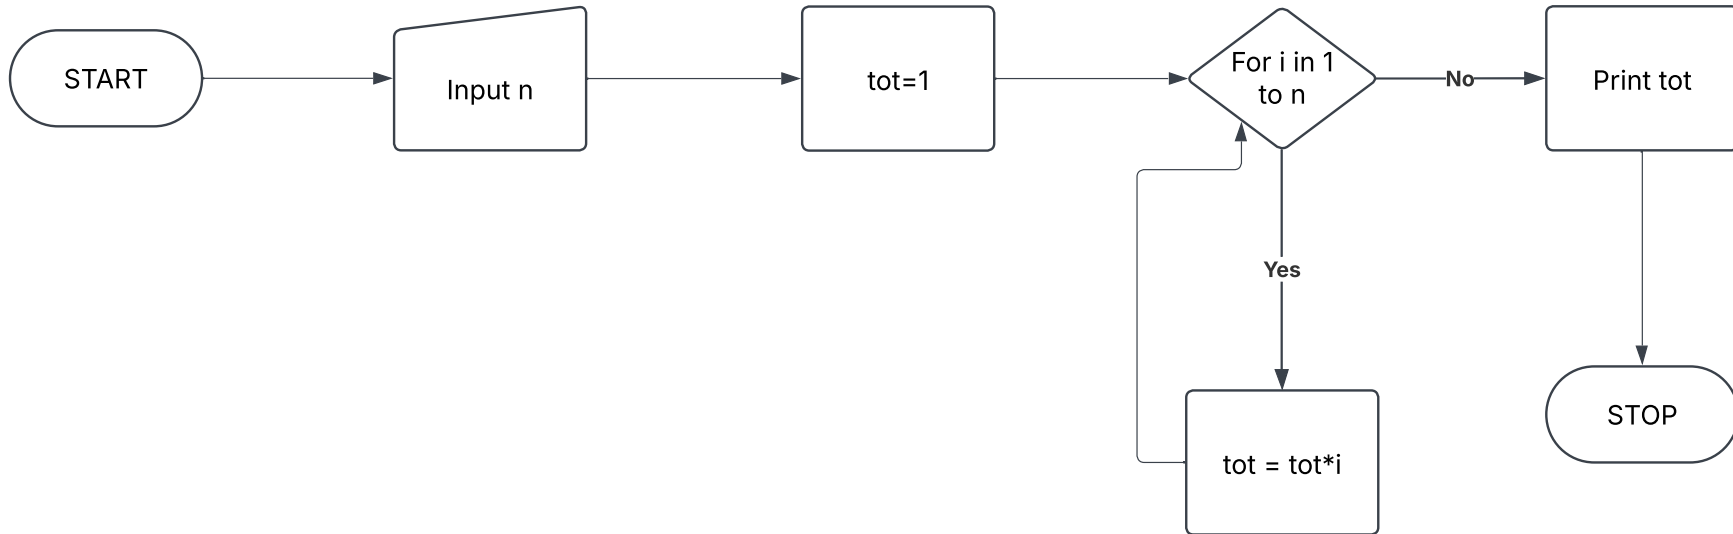 START
Input n
tot=1
For i in 1
to n
No
Print tot
Yes
tot = tot*i
STOP